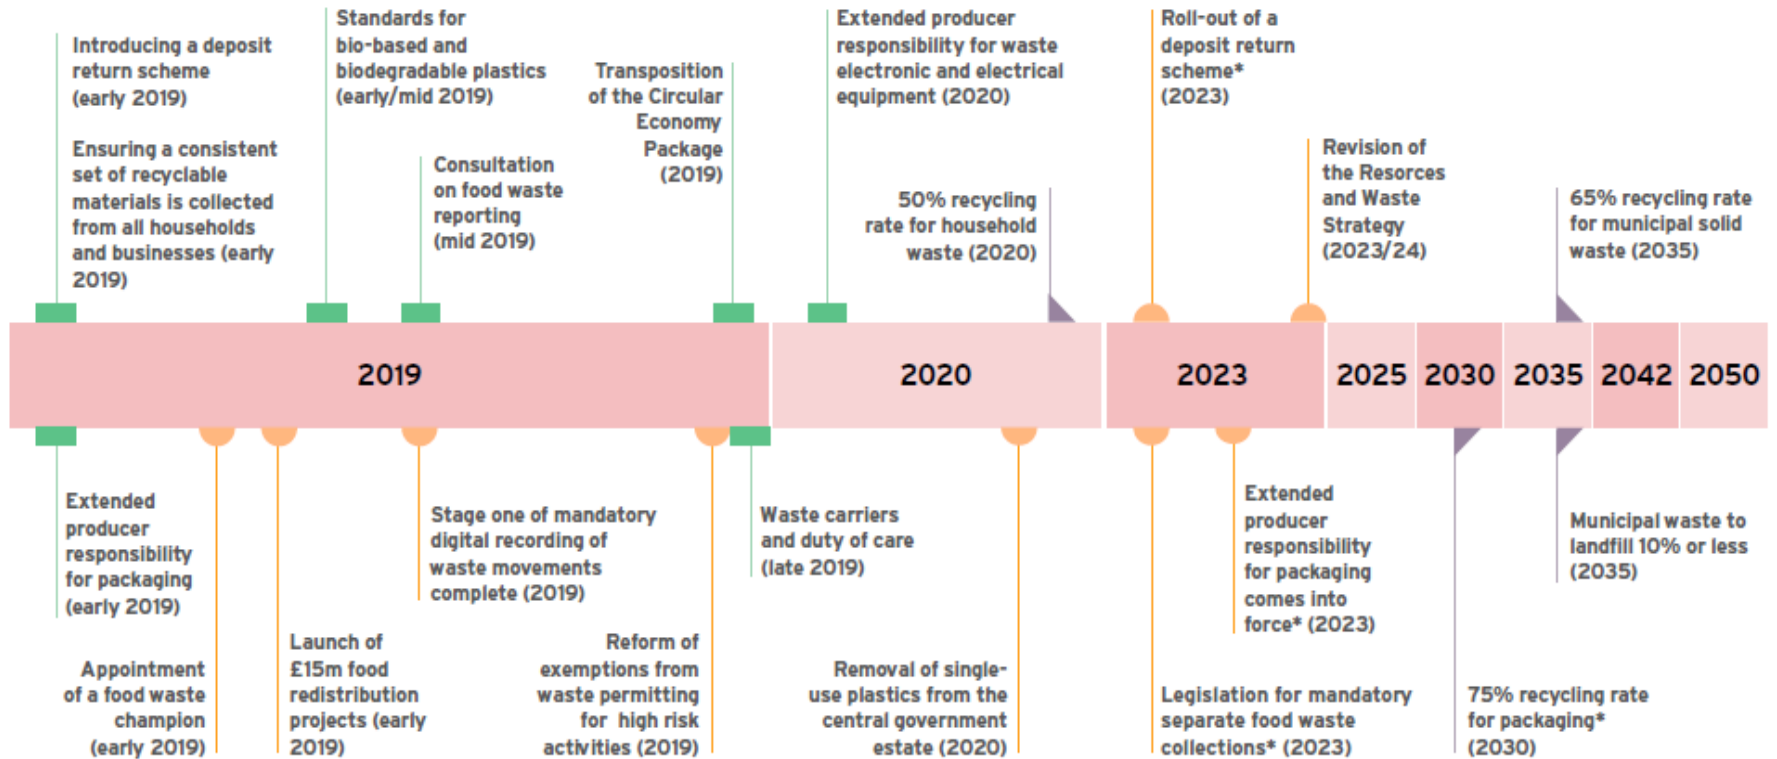 Introducing a deposit
return scheme
(early 2019)
Ensuring a consistent
set of recyclable
materials is collected
from all households
and businesses (early
2019)
Standards for
bio-based and
biodegradable plastics
(early/mid 2019)
Consultation
on food waste
reporting
(mid 2019)
Transposition
of the Circular
Economy
Package
(2019)
Extended producer
responsibility for waste
electronic and electrical
equipment (2020)
50% recycling
rate for household
waste (2020)
Roll-out of a
deposit return
scheme*
(2023)
Revision of
the Resorces
and Waste
Strategy
(2023/24)
65% recycling rate
for municipal solid
waste (2035)
2019
2020
2023
2025
2030
2035
2042
2050
Extended
producer
responsibility
for packaging
(early 2019)
Appointment
of a food waste
champion
(early 2019)
Launch of
£15m food
redistribution
projects (early
2019)
Stage one of mandatory
digital recording of
waste movements
complete (2019)
Reform of
exemptions from
waste permitting
for high risk
activities (2019)
Waste carriers
and duty of care
(late 2019)
Removal of single-
use plastics from the
central government
estate (2020)
Legislation for mandatory
separate food waste
collections* (2023)
Extended
producer
responsibility
for packaging
comes into
force* (2023)
75% recycling rate
for packaging*
(2030)
Municipal waste to
landfill 10% or less
(2035)